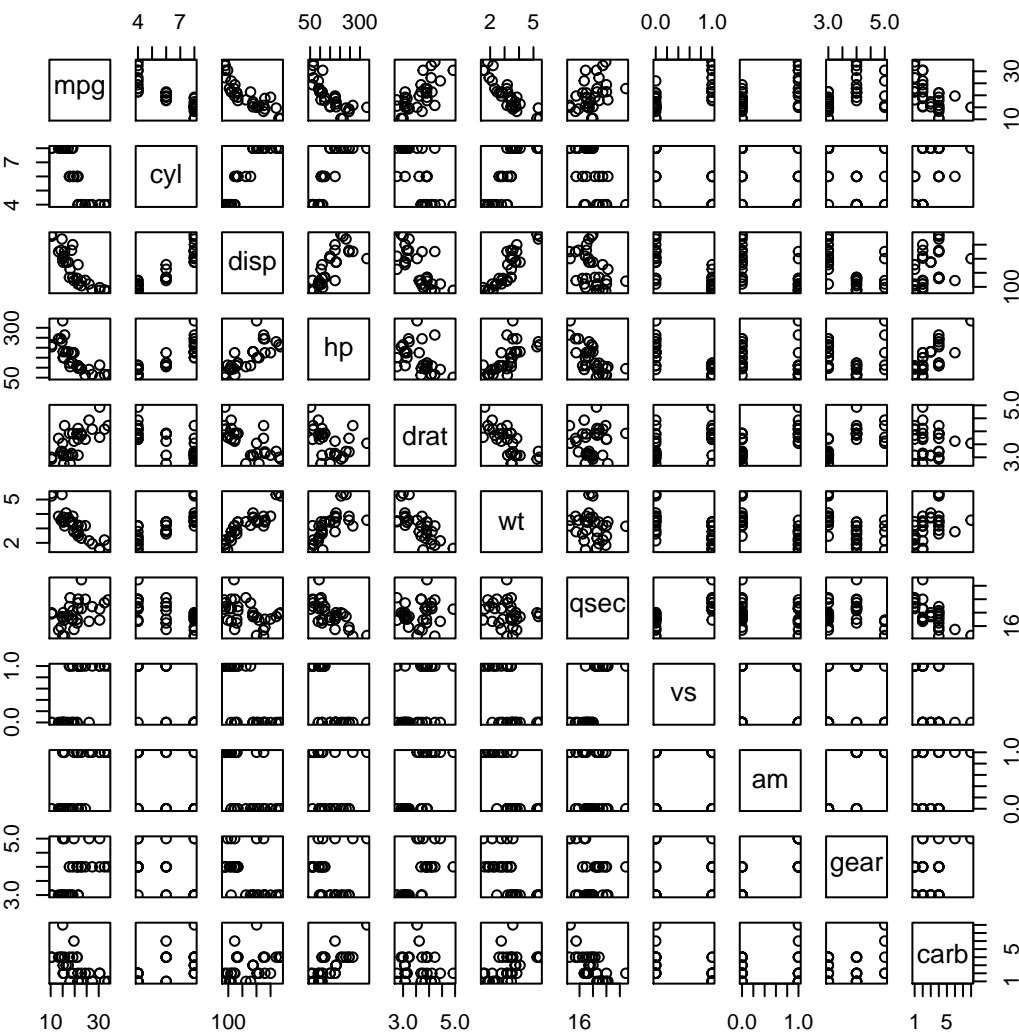 4 7 50 300 2 5 0.0 1.0 3.0 5.0
mpg 10 30
4 7 cyl
disp 100
50 300 hp
drat 3.0 5.0
2 5 wt
qsec 16
0.0 1.0 vs
am 0.0 1.0
3.0 5.0 gear
carb 1 5
10 30 100 3.0 5.0 16 0.0 1.0 1 5